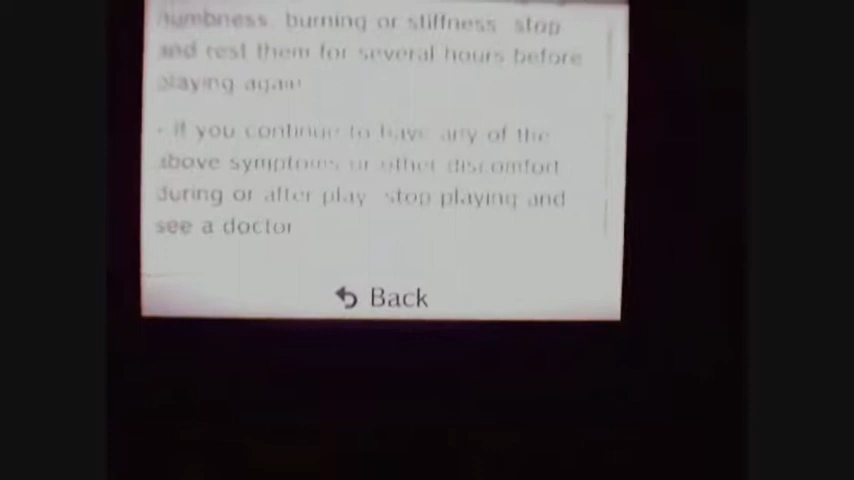 numbness, burning or stiffness, stop
and rest them for several hours before
playing again.
- If you continue to have any of the
above symptoms or other discomfort
during or after play, stop playing and
see a doctor.
Back